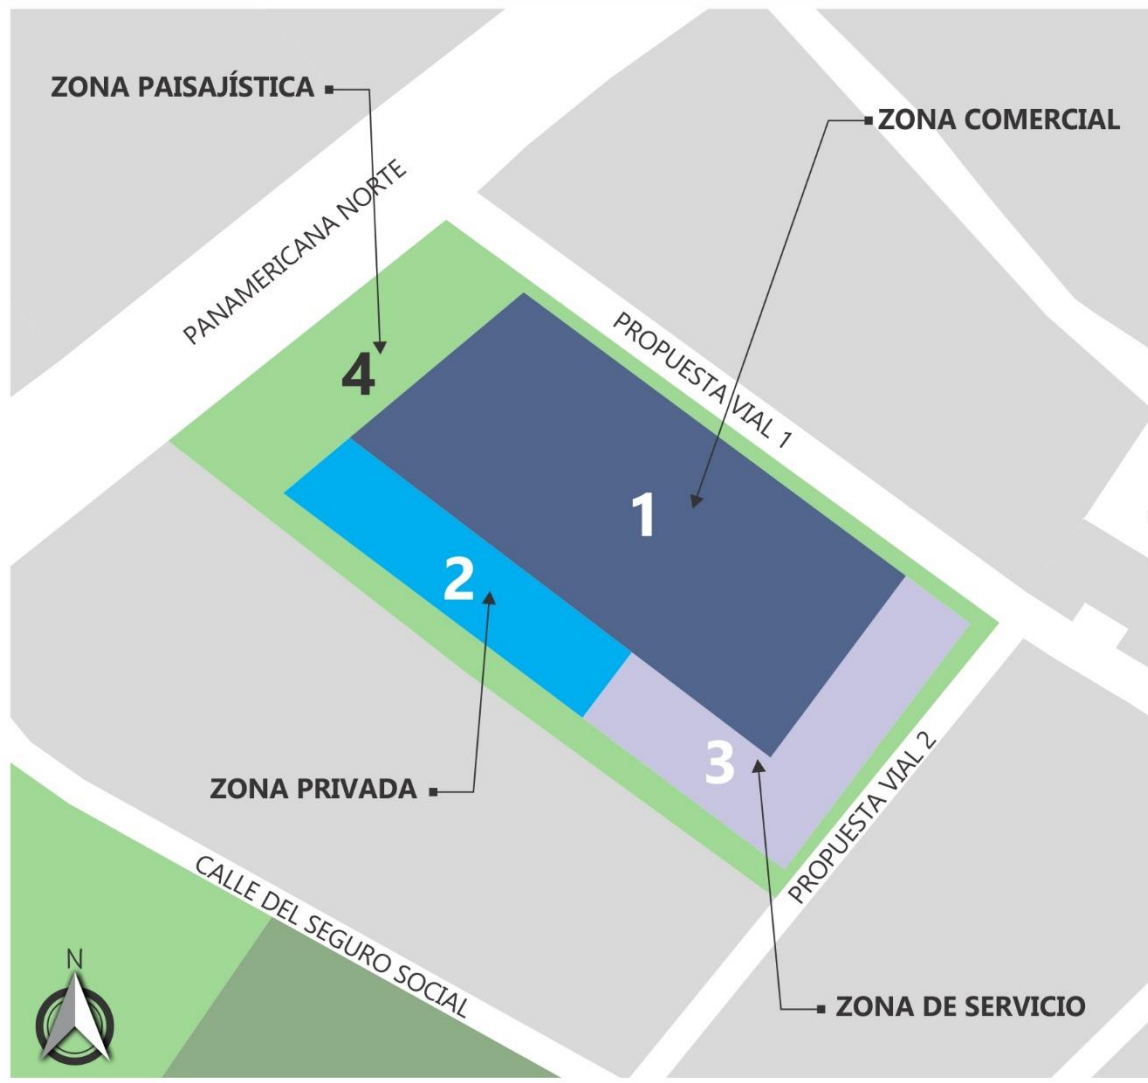 ZONA PAISAJÍSTICA
ZONA COMERCIAL
PANAMERICANA NORTE
PROPUESTA VIAL 1
4
1
2
3
ZONA PRIVADA
PROPUESTA VIAL 2
CALLE DEL SEGURO SOCIAL
N
ZONA DE SERVICIO